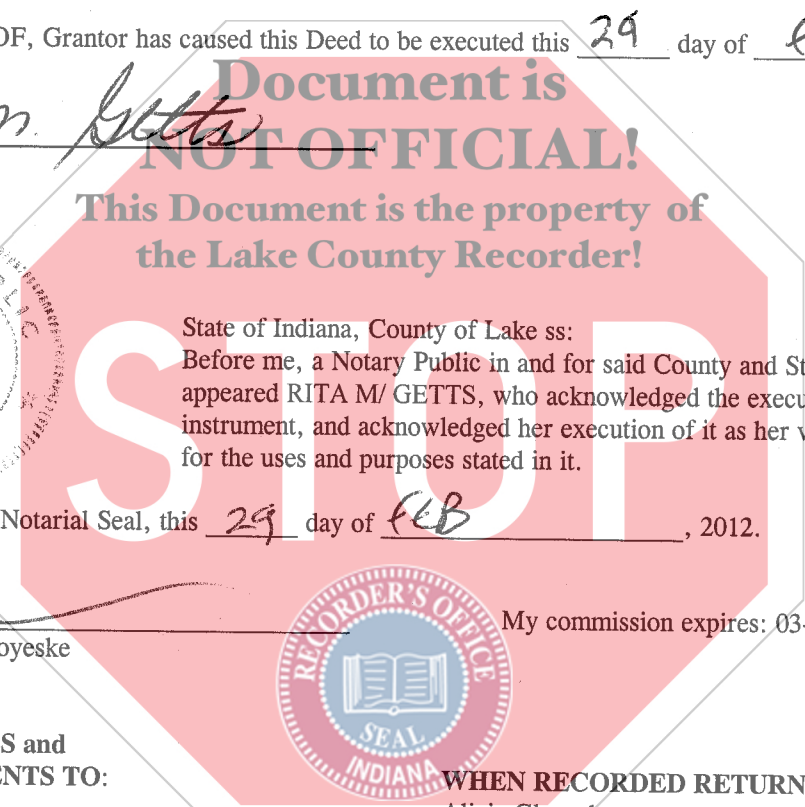 OF, Grantor has caused this Deed to be executed this 29 day of
Document is
m. Getts
NOT OFFICIAL!
This Document is the property of
the Lake County Recorder!
STOP
State of Indiana, County of Lake ss:
Before me, a Notary Public in and for said County and St
appeared RITA M/ GETTS, who acknowledged the execu
instrument, and acknowledged her execution of it as her v
for the uses and purposes stated in it.
Notarial Seal, this 29 day of FEB, 2012.
My commission expires: 03-
oyeske
RECORDER'S OFFICE
SEAL
INDIANA
S and
ENTS TO:
WHEN RECORDED RETURN